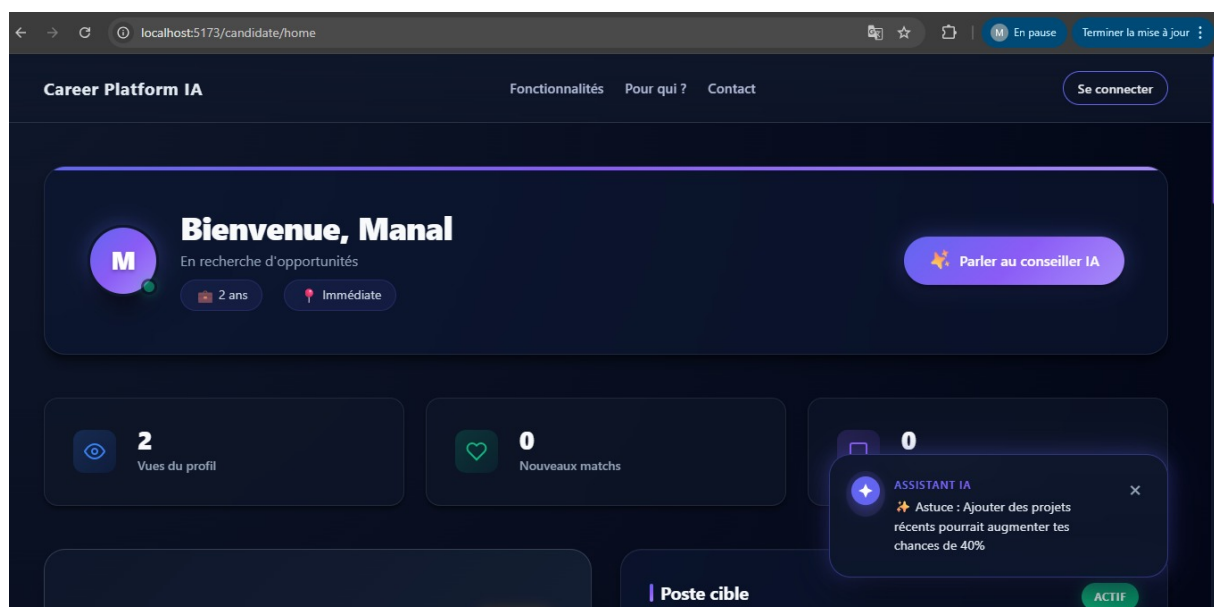 localhost:5173/candidate/home
M En pause
Terminer la mise à jour
Career Platform IA
Fonctionnalités Pour qui ? Contact
Se connecter
M
Bienvenue, Manal
En recherche d'opportunités
2 ans Immédiate
Parler au conseiller IA
2
Vues du profil
0
Nouveaux matchs
0
ASSISTANT IA
✨ Astuce : Ajouter des projets
récents pourrait augmenter tes
chances de 40%
Poste cible
ACTIF